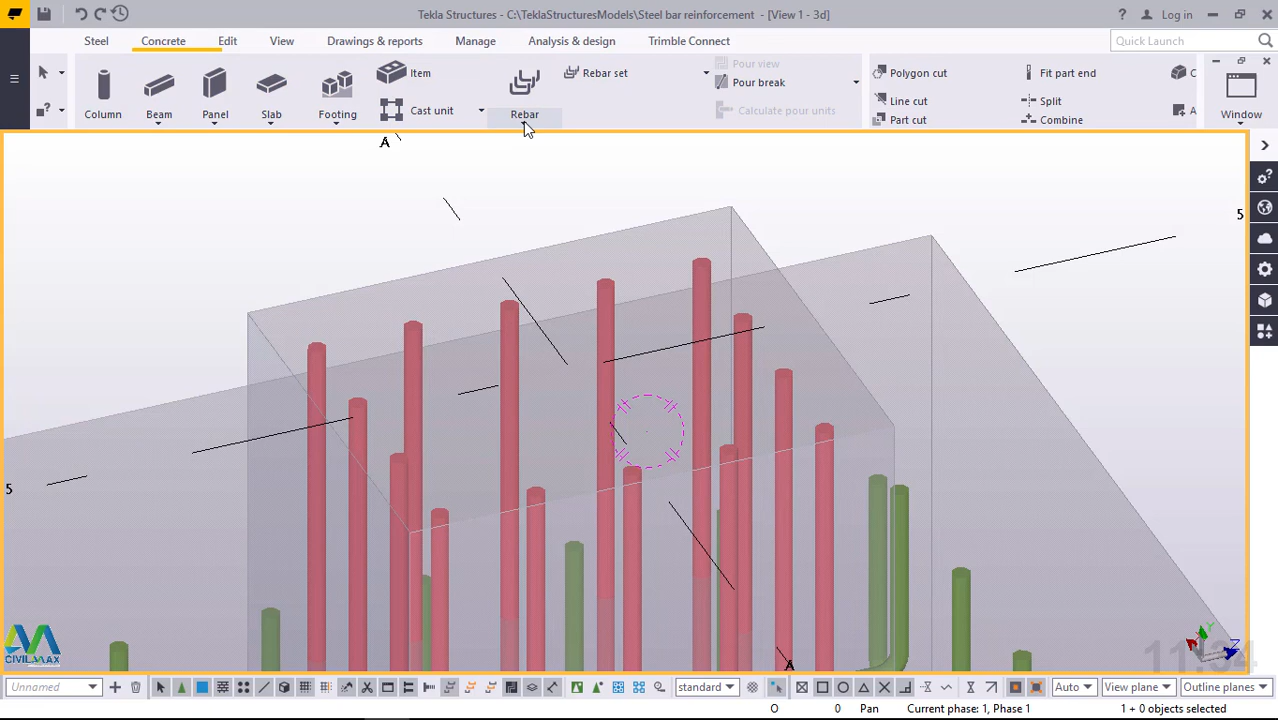 Tekla Structures - C:\TeklaStructuresModels\Steel bar reinforcement - [View 1 - 3d]
Log in
Steel
Concrete
Edit
View
Drawings & reports
Manage
Analysis & design
Trimble Connect
Quick Launch
Column
Beam
Panel
Slab
Footing
Item
Cast unit
Rebar
Rebar set
Pour view
Pour break
Calculate pour units
Polygon cut
Line cut
Part cut
Fit part end
Split
Combine
C
A
Window
A
5
5
A
Y
Z
CIVILMAX
11:34
Unnamed
standard
Auto
View plane
Outline planes
O
0
Pan
Current phase: 1, Phase 1
1 + 0 objects selected